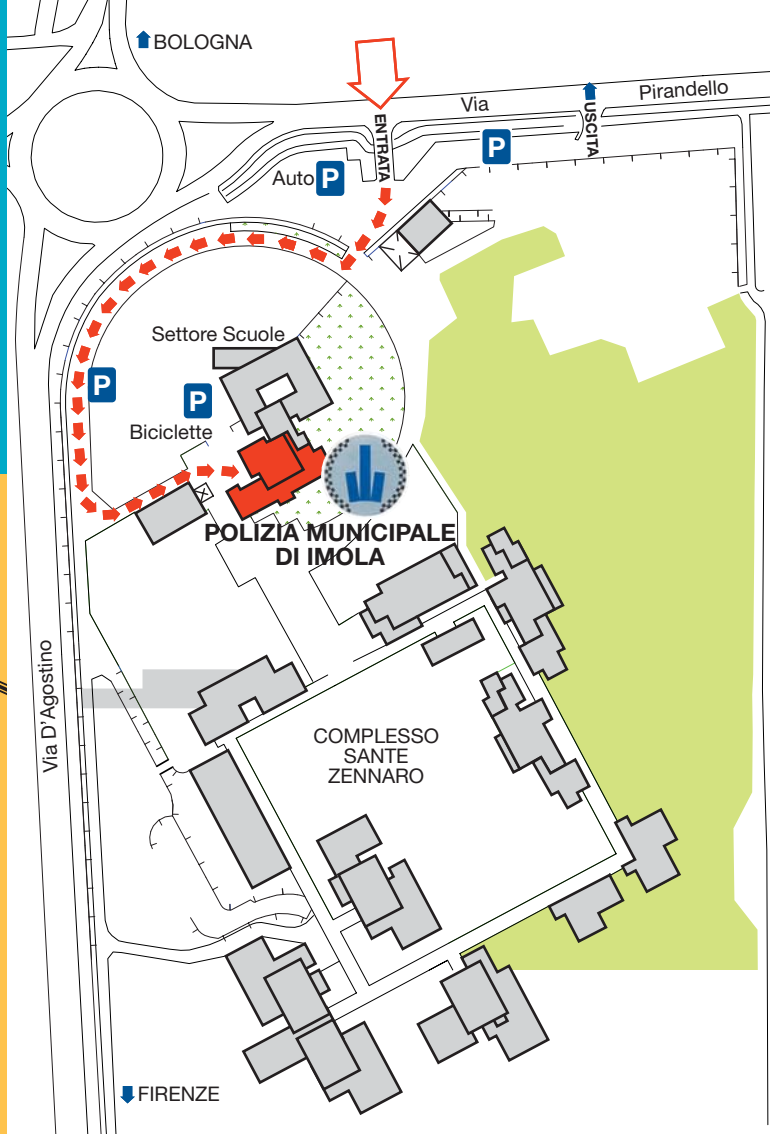 BOLOGNA
Via
Pirandello
ENTRATA
USCITA
P
Auto P
Settore Scuole
P
P
Biciclette
POLIZIA MUNICIPALE
DI IMOLA
Via D'Agostino
COMPLESSO
SANTE
ZENNARO
FIRENZE